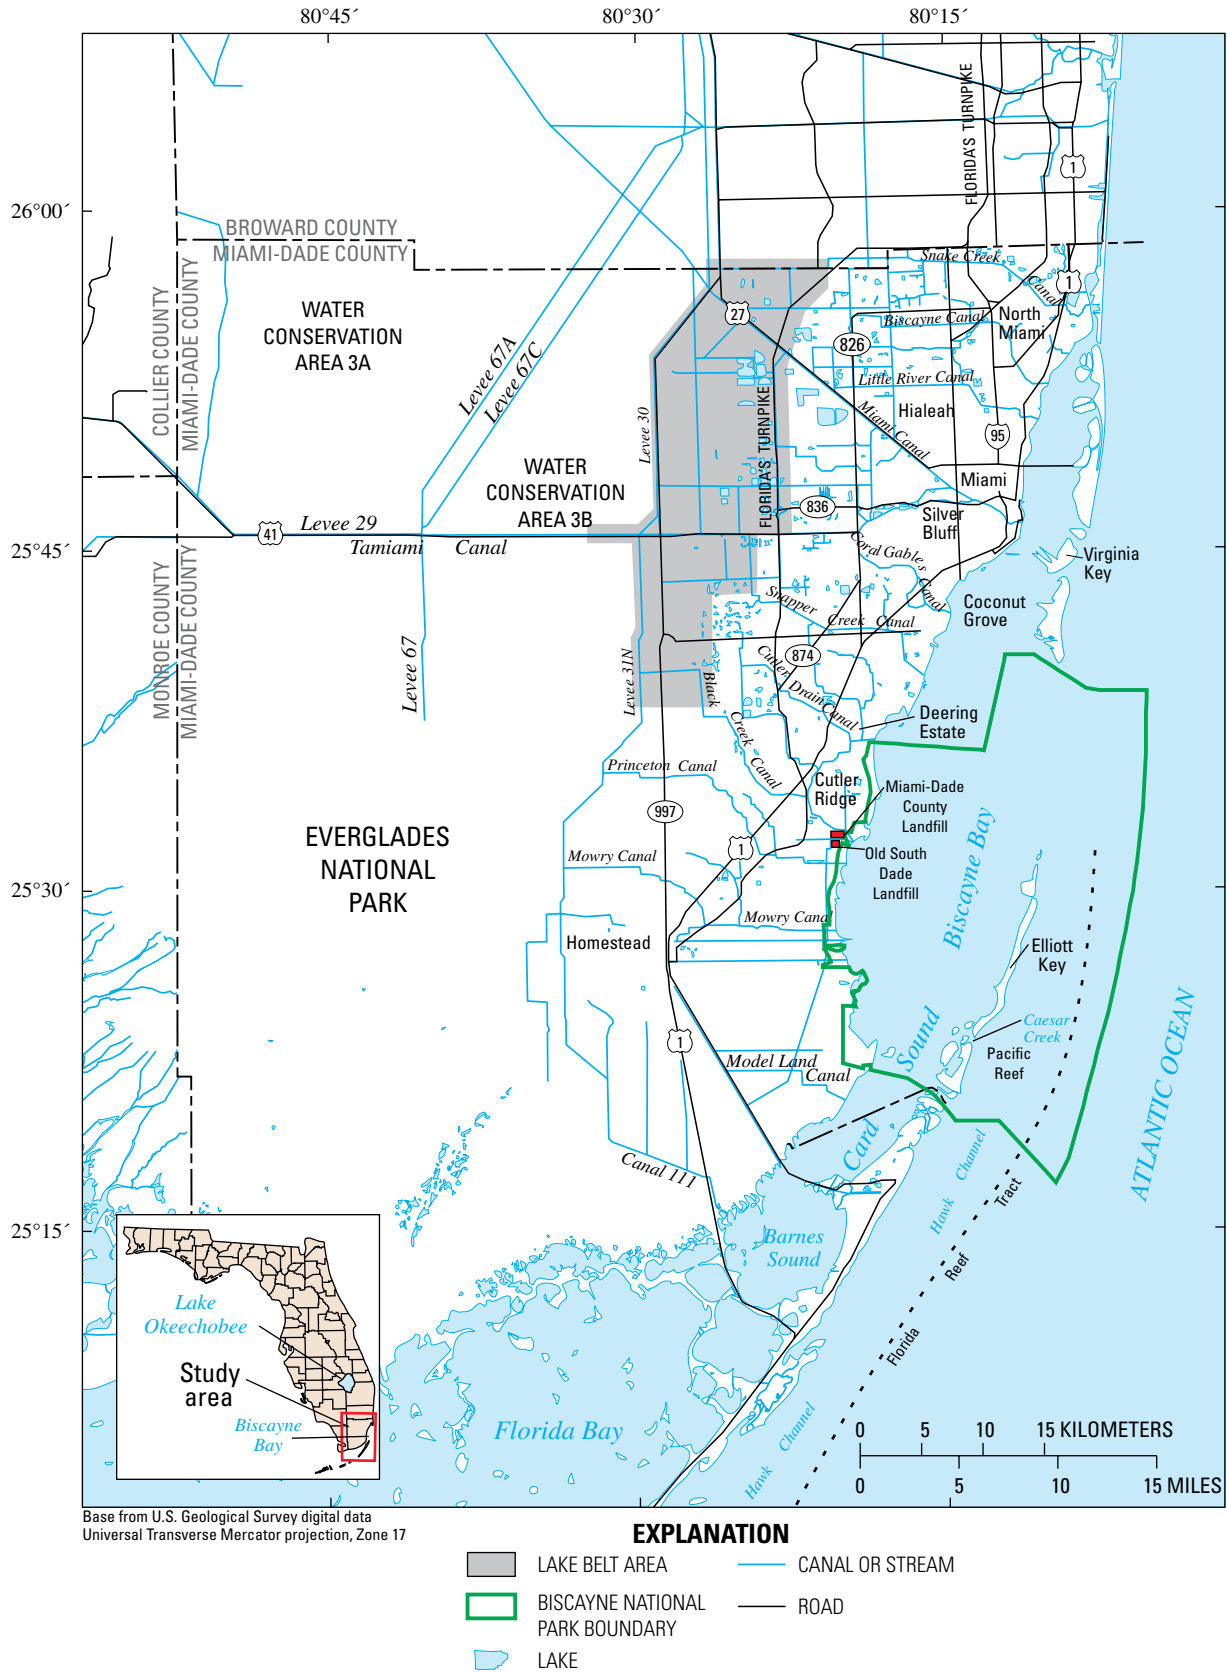 80°45´
80°30´
80°15´
26°00´
25°45´
25°30´
25°15´
BROWARD COUNTY
MIAMI-DADE COUNTY
COLLIER COUNTY
MIAMI-DADE COUNTY
MONROE COUNTY
MIAMI-DADE COUNTY
WATER
CONSERVATION
AREA 3A
Levee 67A
Levee 67C
WATER
CONSERVATION
AREA 3B
Levee 30
FLORIDA'S TURNPIKE
FLORIDA'S TURNPIKE
1
Snake Creek
Canal
1
27
North
Miami
Biscayne Canal
826
Little River Canal
Hialeah
Miami Canal
95
Miami
836
Silver
Bluff
41
Levee 29
Tamiami Canal
Coral Gables
Canal
Virginia
Key
Coconut
Grove
Snapper
Creek Canal
874
Levee 67
Levee 31N
Black
Creek Canal
Cutler
Drain Canal
Deering
Estate
Princeton Canal
Cutler
Ridge
Miami-Dade
County
Landfill
997
1
Old South
Dade
Landfill
EVERGLADES
NATIONAL
PARK
Mowry Canal
Mowry Canal
Homestead
Biscayne Bay
Elliott
Key
Caesar
Creek
Pacific
Reef
1
Model Land
Canal
Card Sound
ATLANTIC OCEAN
Canal 111
Hawk Channel
Barnes
Sound
Florida Reef Tract
Florida Bay
Hawk Channel
Lake
Okeechobee
Study
area
Biscayne
Bay
0 5 10 15 KILOMETERS
0 5 10 15 MILES
Base from U.S. Geological Survey digital data
Universal Transverse Mercator projection, Zone 17
EXPLANATION
LAKE BELT AREA
BISCAYNE NATIONAL
PARK BOUNDARY
LAKE
CANAL OR STREAM
ROAD